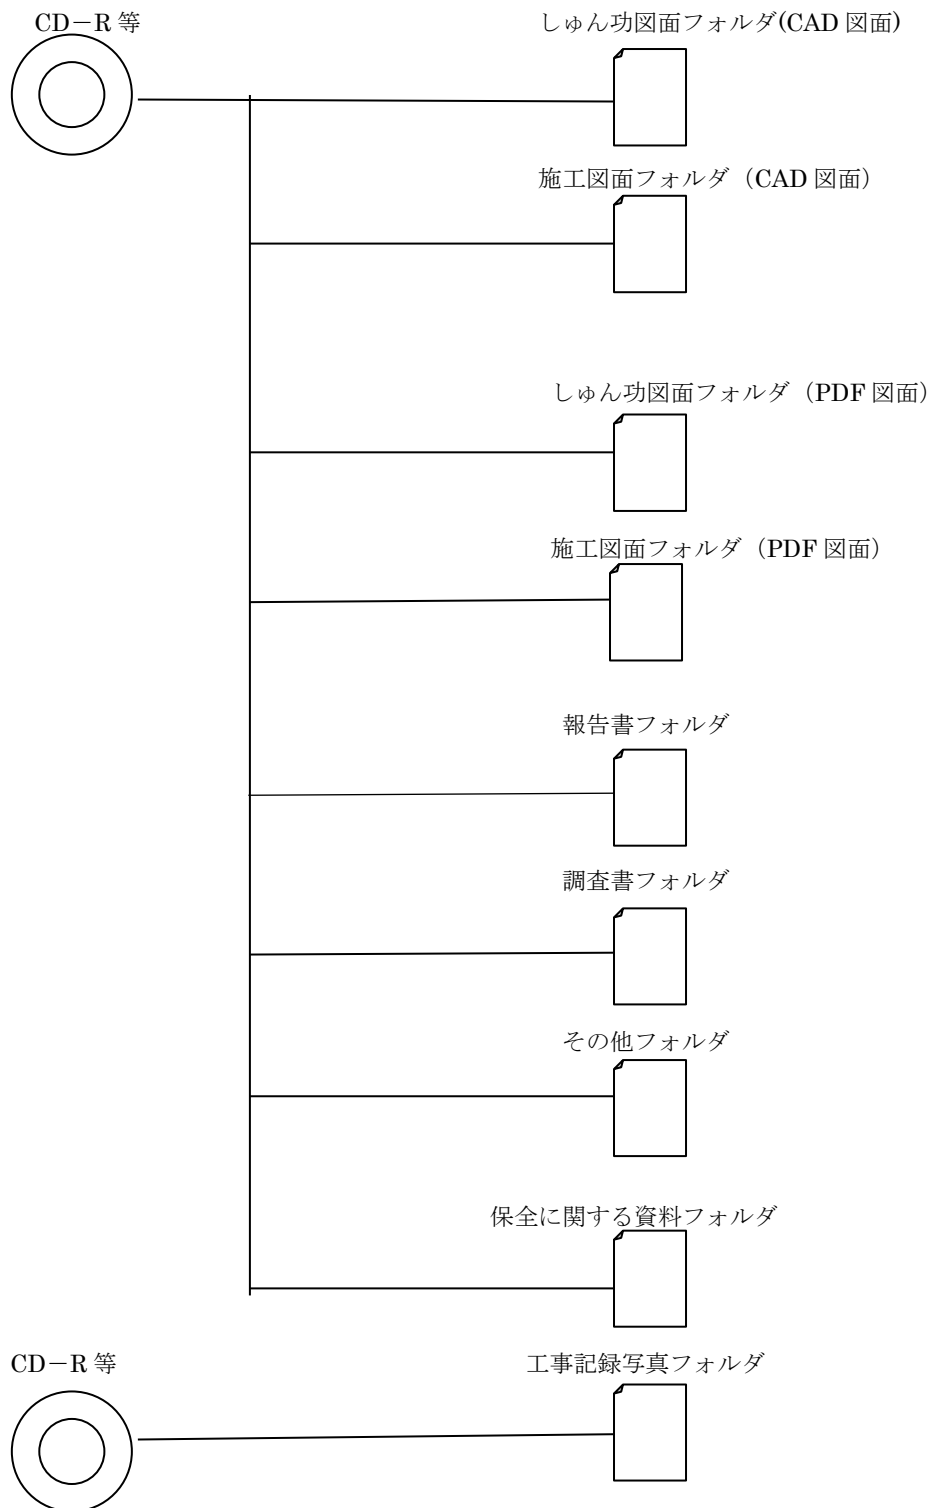 CD－R 等
しゅん功図面フォルダ(CAD 図面)
施工図面フォルダ（CAD 図面）
しゅん功図面フォルダ（PDF 図面）
施工図面フォルダ（PDF 図面）
報告書フォルダ
調査書フォルダ
その他フォルダ
保全に関する資料フォルダ
CD－R 等
工事記録写真フォルダ